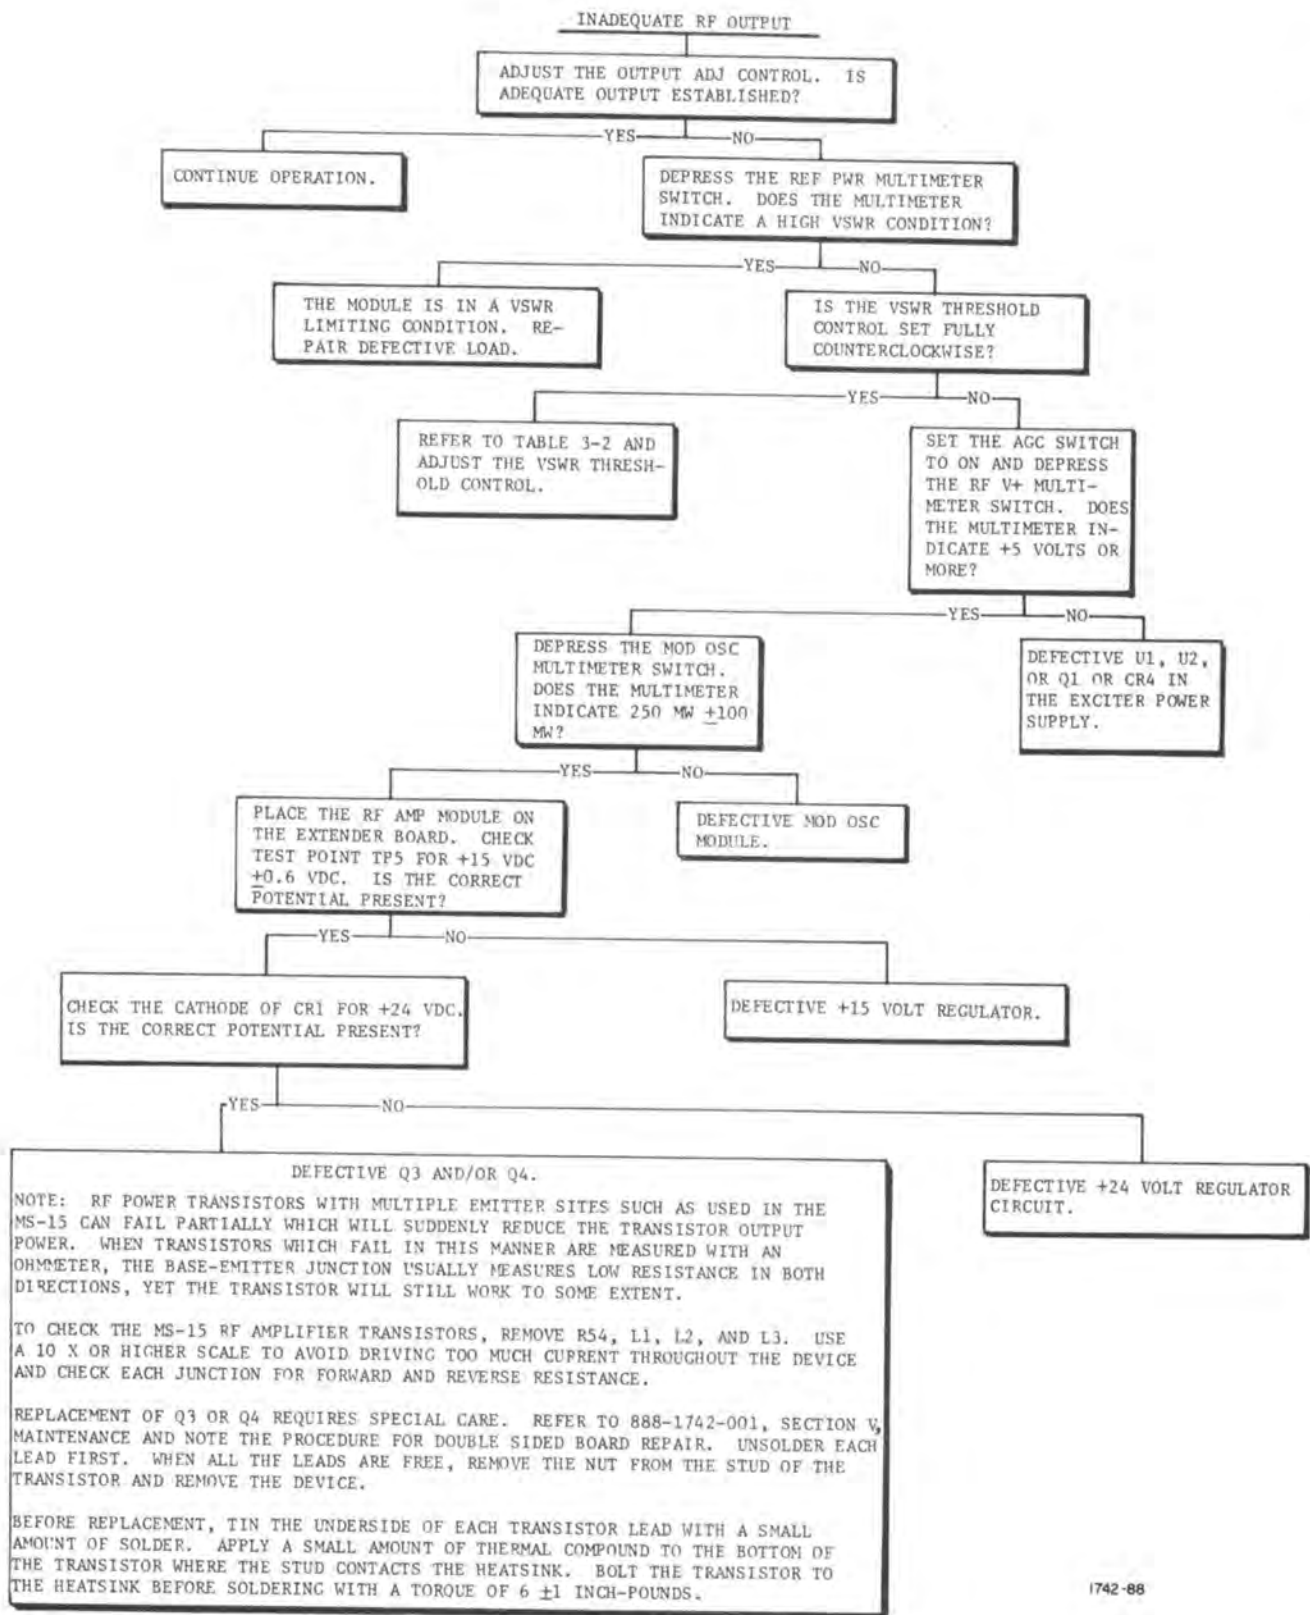 INADEQUATE RF OUTPUT
ADJUST THE OUTPUT ADJ CONTROL. IS
ADEQUATE OUTPUT ESTABLISHED?
YES
NO
CONTINUE OPERATION.
DEPRESS THE REF PWR MULTIMETER
SWITCH. DOES THE MULTIMETER
INDICATE A HIGH VSWR CONDITION?
YES
NO
THE MODULE IS IN A VSWR
LIMITING CONDITION. RE-
PAIR DEFECTIVE LOAD.
IS THE VSWR THRESHOLD
CONTROL SET FULLY
COUNTERCLOCKWISE?
YES
NO
REFER TO TABLE 3-2 AND
ADJUST THE VSWR THRESH-
OLD CONTROL.
SET THE AGC SWITCH
TO ON AND DEPRESS
THE RF V+ MULTI-
METER SWITCH. DOES
THE MULTIMETER IN-
DICATE +5 VOLTS OR
MORE?
YES
NO
DEPRESS THE MOD OSC
MULTIMETER SWITCH.
DOES THE MULTIMETER
INDICATE 250 MW ±100
MW?
DEFECTIVE U1, U2,
OR Q1 OR CR4 IN
THE EXCITER POWER
SUPPLY.
YES
NO
PLACE THE RF AMP MODULE ON
THE EXTENDER BOARD. CHECK
TEST POINT TP5 FOR +15 VDC
±0.6 VDC. IS THE CORRECT
POTENTIAL PRESENT?
DEFECTIVE MOD OSC
MODULE.
YES
NO
CHECK THE CATHODE OF CR1 FOR +24 VDC.
IS THE CORRECT POTENTIAL PRESENT?
DEFECTIVE +15 VOLT REGULATOR.
YES
NO
DEFECTIVE Q3 AND/OR Q4.
NOTE: RF POWER TRANSISTORS WITH MULTIPLE EMITTER SITES SUCH AS USED IN THE
MS-15 CAN FAIL PARTIALLY WHICH WILL SUDDENLY REDUCE THE TRANSISTOR OUTPUT
POWER. WHEN TRANSISTORS WHICH FAIL IN THIS MANNER ARE MEASURED WITH AN
OHMMETER, THE BASE-EMITTER JUNCTION USUALLY MEASURES LOW RESISTANCE IN BOTH
DIRECTIONS, YET THE TRANSISTOR WILL STILL WORK TO SOME EXTENT.
TO CHECK THE MS-15 RF AMPLIFIER TRANSISTORS, REMOVE R54, L1, L2, AND L3. USE
A 10 X OR HIGHER SCALE TO AVOID DRIVING TOO MUCH CURRENT THROUGHOUT THE DEVICE
AND CHECK EACH JUNCTION FOR FORWARD AND REVERSE RESISTANCE.
REPLACEMENT OF Q3 OR Q4 REQUIRES SPECIAL CARE. REFER TO 888-1742-001, SECTION V,
MAINTENANCE AND NOTE THE PROCEDURE FOR DOUBLE SIDED BOARD REPAIR. UNSOLDER EACH
LEAD FIRST. WHEN ALL THE LEADS ARE FREE, REMOVE THE NUT FROM THE STUD OF THE
TRANSISTOR AND REMOVE THE DEVICE.
BEFORE REPLACEMENT, TIN THE UNDERSIDE OF EACH TRANSISTOR LEAD WITH A SMALL
AMOUNT OF SOLDER. APPLY A SMALL AMOUNT OF THERMAL COMPOUND TO THE BOTTOM OF
THE TRANSISTOR WHERE THE STUD CONTACTS THE HEATSINK. BOLT THE TRANSISTOR TO
THE HEATSINK BEFORE SOLDERING WITH A TORQUE OF 6 ±1 INCH-POUNDS.
DEFECTIVE +24 VOLT REGULATOR
CIRCUIT.
1742-88